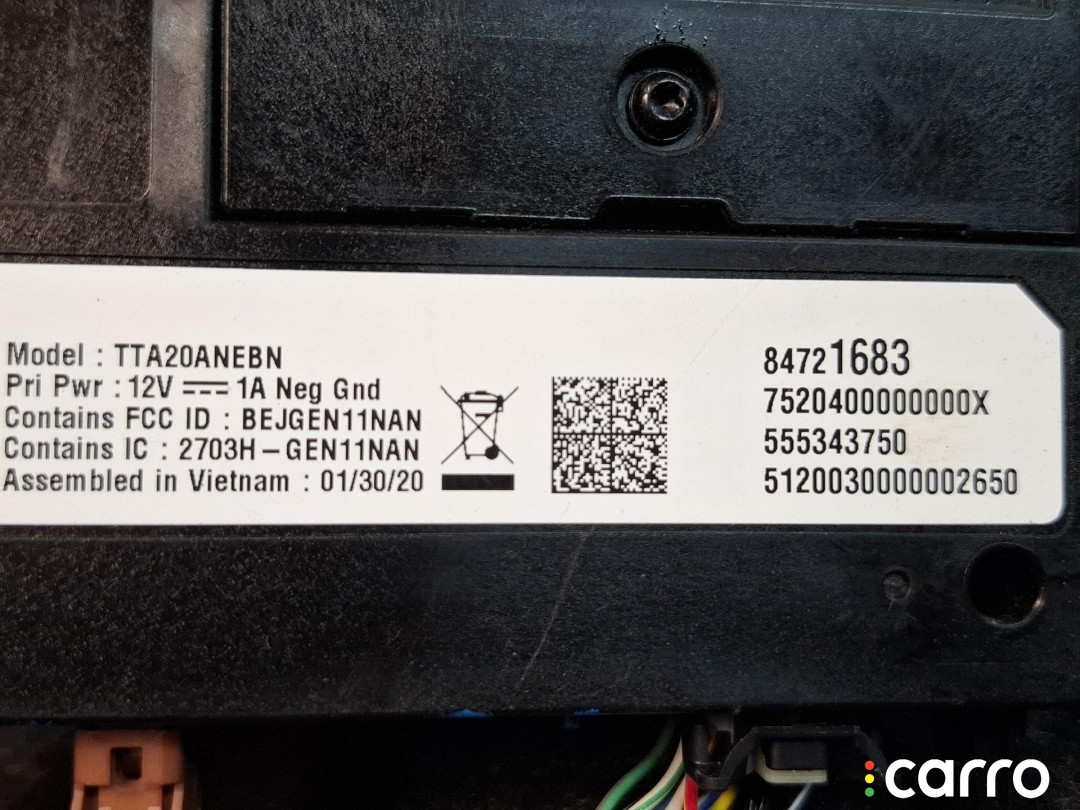 Model : TTA20ANEBN
Pri Pwr : 12V ⎓ 1A Neg Gnd
Contains FCC ID : BEJGEN11NAN
Contains IC : 2703H-GEN11NAN
Assembled in Vietnam : 01/30/20
84721683
7520400000000X
555343750
5120030000002650
carro